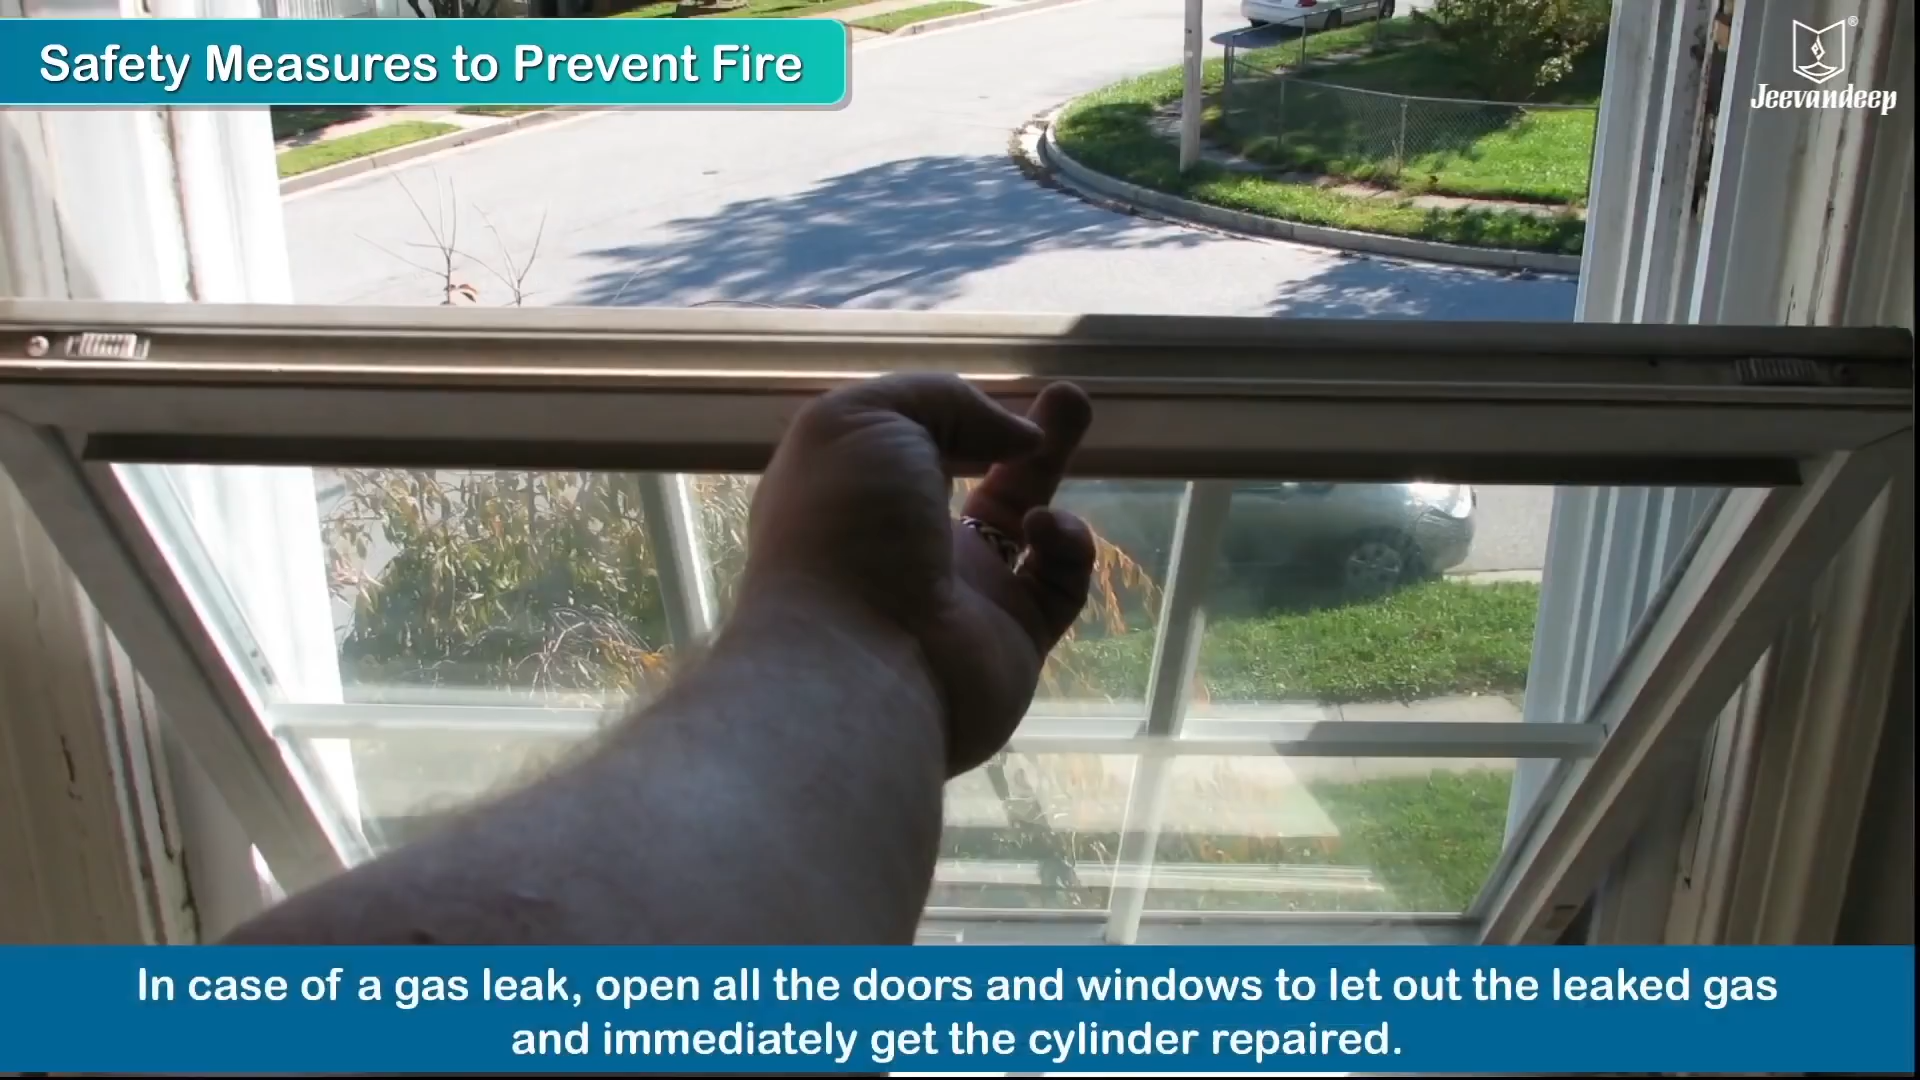 Safety Measures to Prevent Fire
®
Jeevandeep
In case of a gas leak, open all the doors and windows to let out the leaked gas
and immediately get the cylinder repaired.